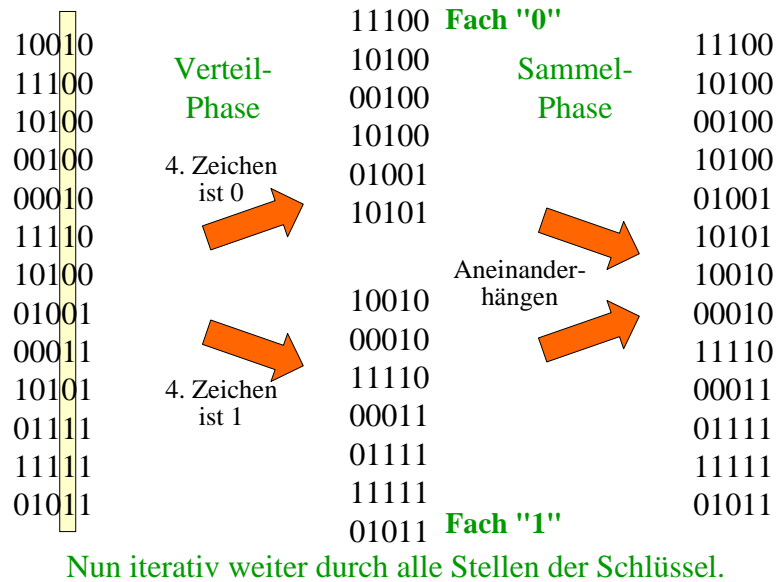 10010
11100
10100
00100
00010
11110
10100
01001
00011
10101
01111
11111
01011
Verteil-
Phase
4. Zeichen
ist 0
4. Zeichen
ist 1
11100 Fach "0"
10100
00100
10100
01001
10101
10010
00010
11110
00011
01111
11111
01011 Fach "1"
Sammel-
Phase
Aneinander-
hängen
11100
10100
00100
10100
01001
10101
10010
00010
11110
00011
01111
11111
01011
Nun iterativ weiter durch alle Stellen der Schlüssel.